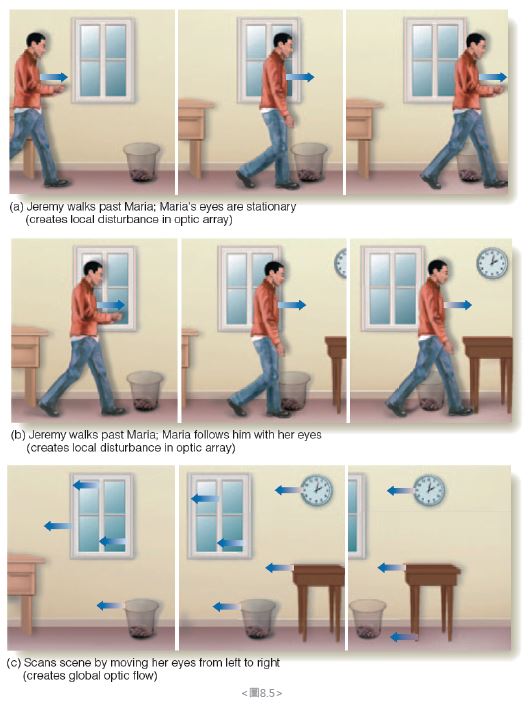 (a) Jeremy walks past Maria; Maria's eyes are stationary
(creates local disturbance in optic array)
(b) Jeremy walks past Maria; Maria follows him with her eyes
(creates local disturbance in optic array)
(c) Scans scene by moving her eyes from left to right
(creates global optic flow)
<圖8.5>